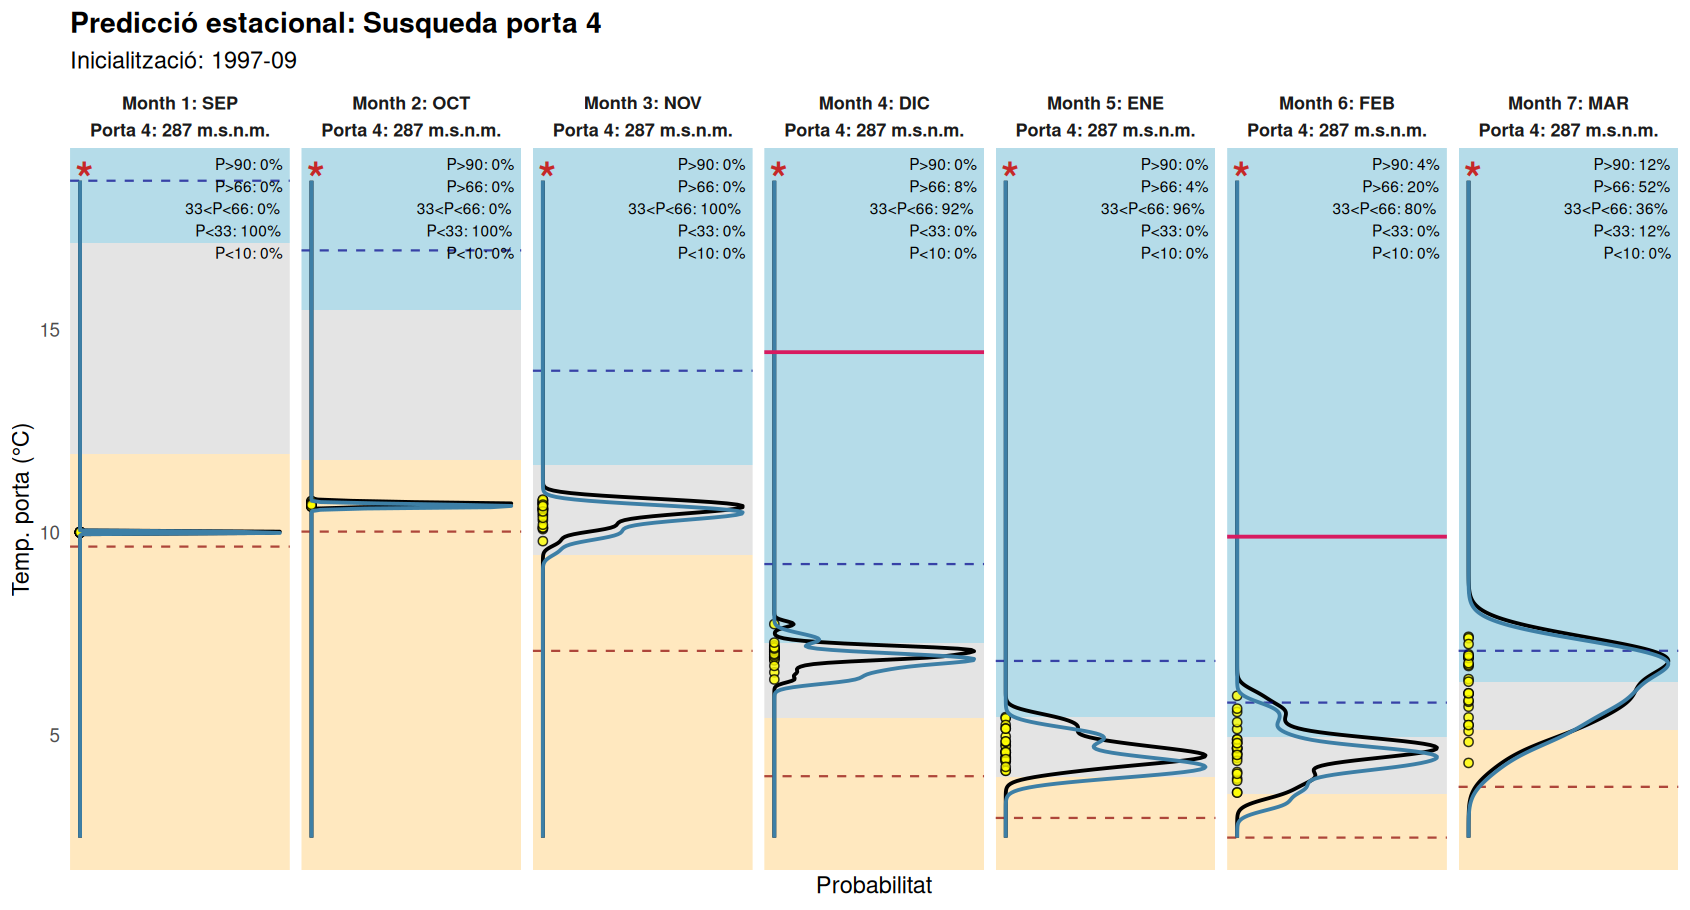 Predicció estacional: Susqueda porta 4
Inicialització: 1997-09
Month 1: SEP
Porta 4: 287 m.s.n.m.
Month 2: OCT
Porta 4: 287 m.s.n.m.
Month 3: NOV
Porta 4: 287 m.s.n.m.
Month 4: DIC
Porta 4: 287 m.s.n.m.
Month 5: ENE
Porta 4: 287 m.s.n.m.
Month 6: FEB
Porta 4: 287 m.s.n.m.
Month 7: MAR
Porta 4: 287 m.s.n.m.
*
P>90: 0%
P>66: 0%
33<P<66: 0%
P<33: 100%
P<10: 0%
*
P>90: 0%
P>66: 0%
33<P<66: 0%
P<33: 100%
P<10: 0%
*
P>90: 0%
P>66: 0%
33<P<66: 100%
P<33: 0%
P<10: 0%
*
P>90: 0%
P>66: 8%
33<P<66: 92%
P<33: 0%
P<10: 0%
*
P>90: 0%
P>66: 4%
33<P<66: 96%
P<33: 0%
P<10: 0%
*
P>90: 4%
P>66: 20%
33<P<66: 80%
P<33: 0%
P<10: 0%
*
P>90: 12%
P>66: 52%
33<P<66: 36%
P<33: 12%
P<10: 0%
15
10
5
Temp. porta (°C)
Probabilitat